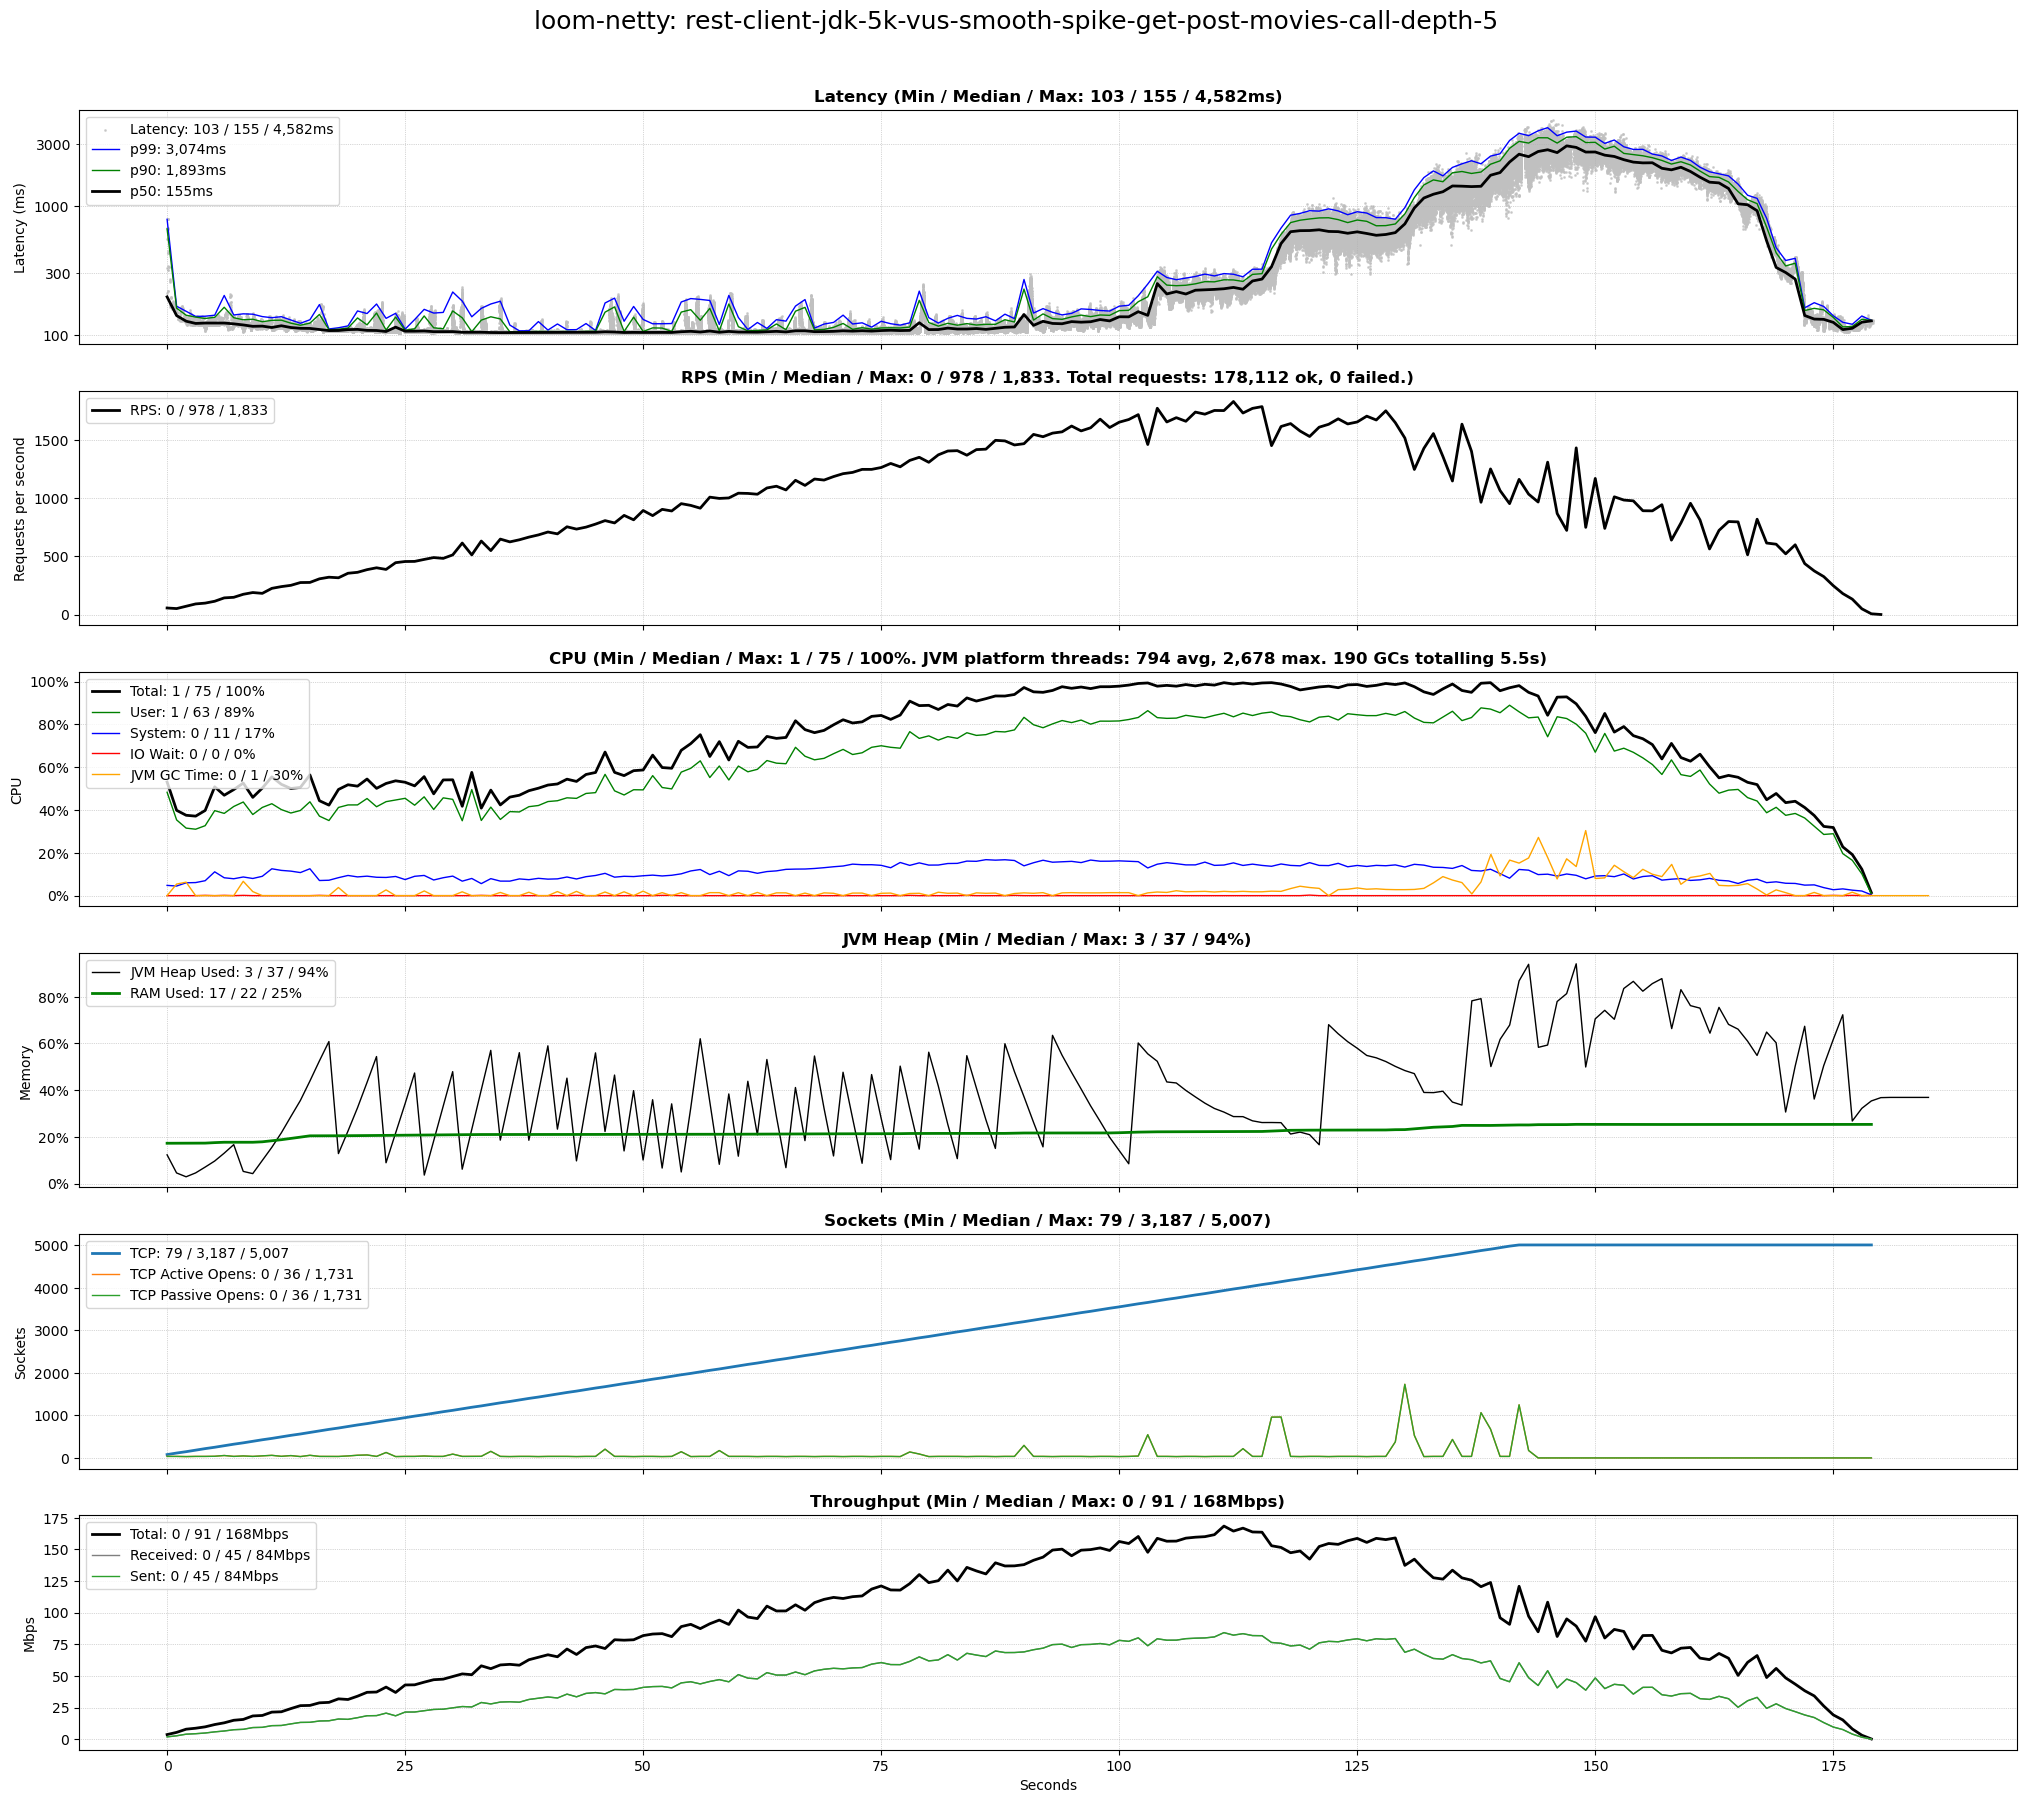 loom-netty: rest-client-jdk-5k-vus-smooth-spike-get-post-movies-call-depth-5
Latency (Min / Median / Max: 103 / 155 / 4,582ms)
Latency: 103 / 155 / 4,582ms
p99: 3,074ms
p90: 1,893ms
p50: 155ms
Latency (ms)
3000
1000
300
100
RPS (Min / Median / Max: 0 / 978 / 1,833. Total requests: 178,112 ok, 0 failed.)
RPS: 0 / 978 / 1,833
Requests per second
1500
1000
500
0
CPU (Min / Median / Max: 1 / 75 / 100%. JVM platform threads: 794 avg, 2,678 max. 190 GCs totalling 5.5s)
Total: 1 / 75 / 100%
User: 1 / 63 / 89%
System: 0 / 11 / 17%
IO Wait: 0 / 0 / 0%
JVM GC Time: 0 / 1 / 30%
CPU
100%
80%
60%
40%
20%
0%
JVM Heap (Min / Median / Max: 3 / 37 / 94%)
JVM Heap Used: 3 / 37 / 94%
RAM Used: 17 / 22 / 25%
Memory
80%
60%
40%
20%
0%
Sockets (Min / Median / Max: 79 / 3,187 / 5,007)
TCP: 79 / 3,187 / 5,007
TCP Active Opens: 0 / 36 / 1,731
TCP Passive Opens: 0 / 36 / 1,731
Sockets
5000
4000
3000
2000
1000
0
Throughput (Min / Median / Max: 0 / 91 / 168Mbps)
Total: 0 / 91 / 168Mbps
Received: 0 / 45 / 84Mbps
Sent: 0 / 45 / 84Mbps
Mbps
175
150
125
100
75
50
25
0
0 25 50 75 100 125 150 175
Seconds